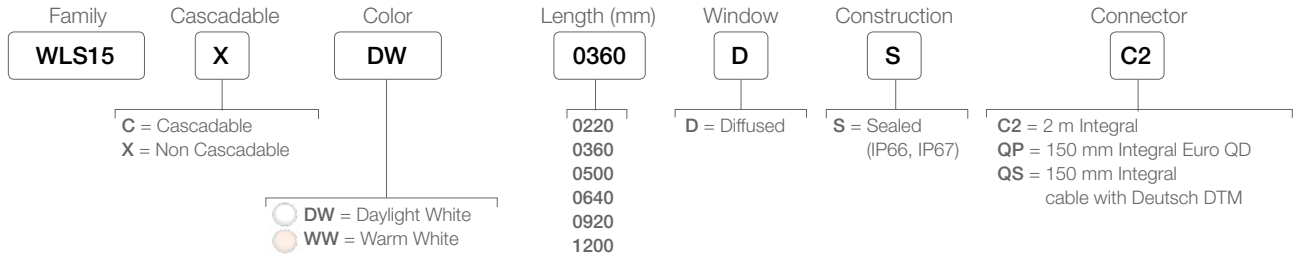 Family Cascadable Color Length (mm) Window Construction Connector
WLS15 X DW 0360 D S C2
C = Cascadable
X = Non Cascadable
DW = Daylight White
WW = Warm White
0220
0360
0500
0640
0920
1200
D = Diffused
S = Sealed
(IP66, IP67)
C2 = 2 m Integral
QP = 150 mm Integral Euro QD
QS = 150 mm Integral
cable with Deutsch DTM